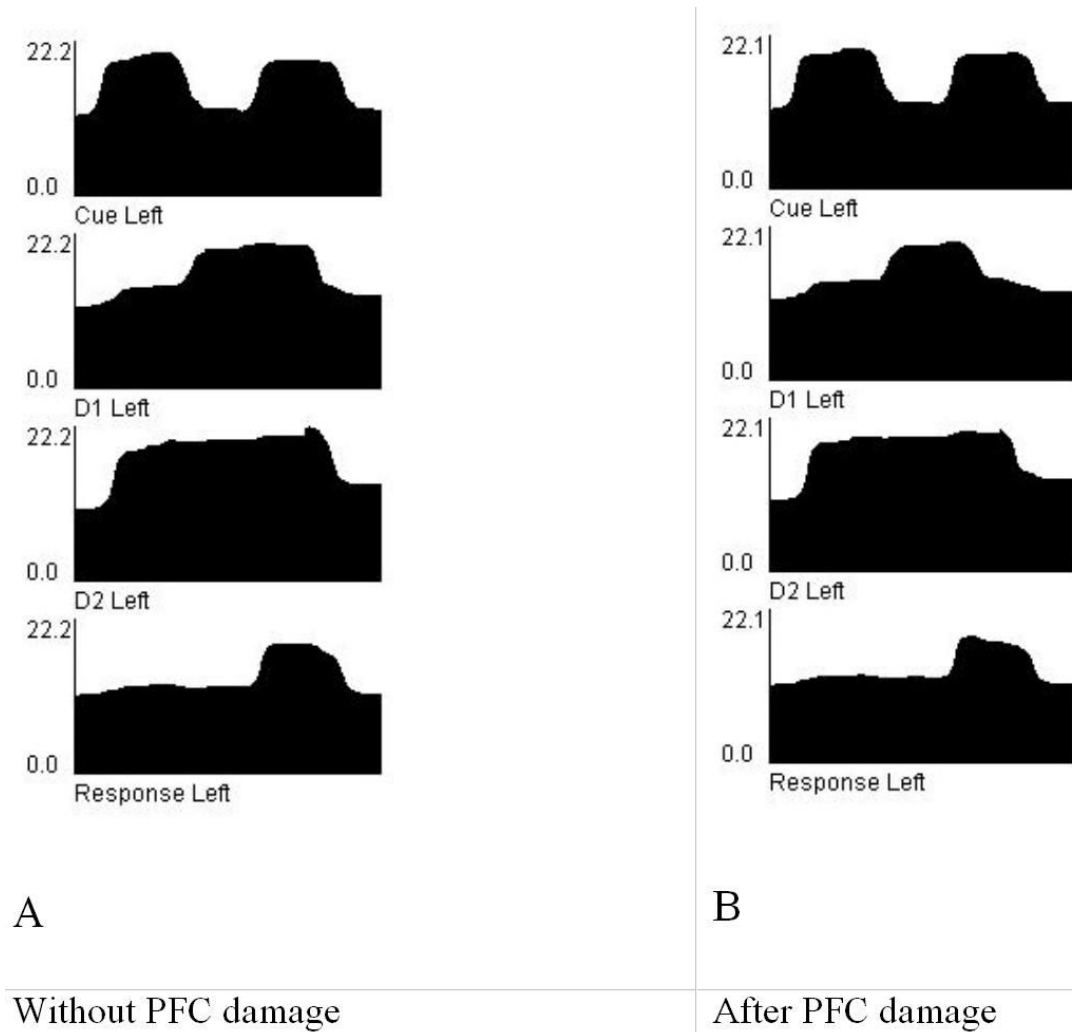 22.2
0.0
Cue Left
22.2
0.0
D1 Left
22.2
0.0
D2 Left
22.2
0.0
Response Left
A
Without PFC damage
22.1
0.0
Cue Left
22.1
0.0
D1 Left
22.1
0.0
D2 Left
22.1
0.0
Response Left
B
After PFC damage